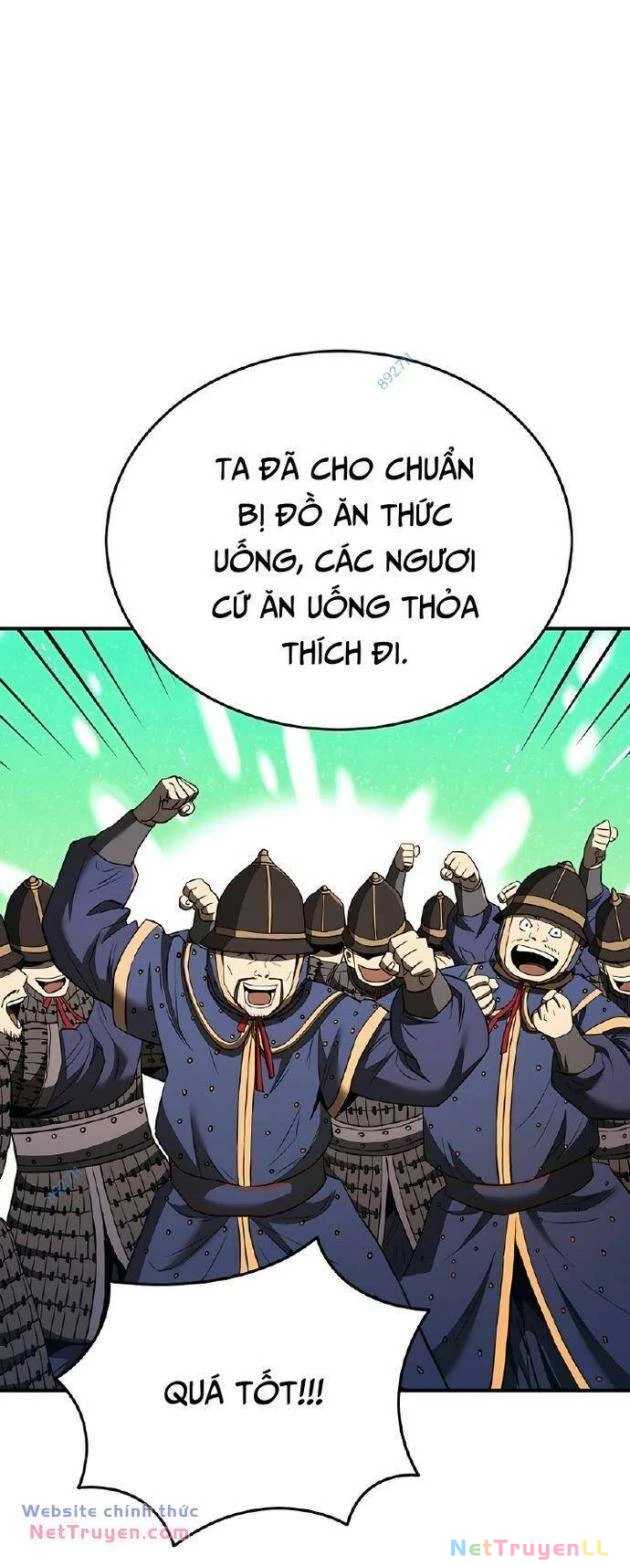 TA ĐÃ CHO CHUẨN
BỊ ĐỒ ĂN THỨC
UỐNG, CÁC NGƯƠI
CỨ ĂN UỐNG THỎA
THÍCH ĐI.
QUÁ TỐT!!!
Website chính thức
NetTruyen.com
NetTruyenLL